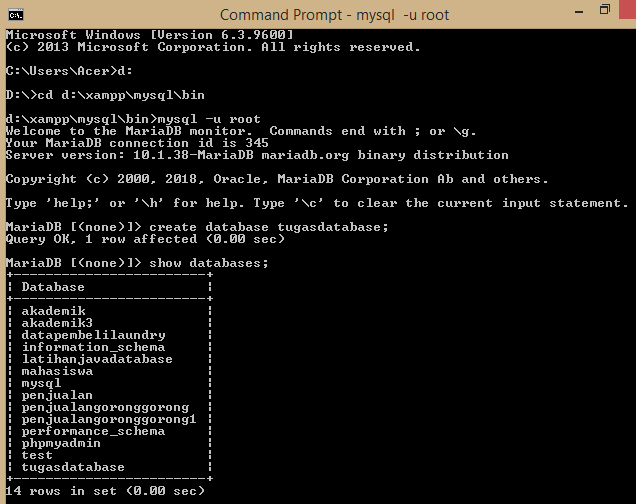 Command Prompt - mysql  -u root
Microsoft Windows [Version 6.3.9600]
(c) 2013 Microsoft Corporation. All rights reserved.
C:\Users\Acer>d:
D:\>cd d:\xampp\mysql\bin
d:\xampp\mysql\bin>mysql -u root
Welcome to the MariaDB monitor.  Commands end with ; or \g.
Your MariaDB connection id is 345
Server version: 10.1.38-MariaDB mariadb.org binary distribution
Copyright (c) 2000, 2018, Oracle, MariaDB Corporation Ab and others.
Type 'help;' or '\h' for help. Type '\c' to clear the current input statement.
MariaDB [(none)]> create database tugasdatabase;
Query OK, 1 row affected (0.00 sec)
MariaDB [(none)]> show databases;
+------------------------+
| Database               |
+------------------------+
| akademik               |
| akademik3              |
| datapembelilaundry     |
| information_schema     |
| latihanjavadatabase    |
| mahasiswa              |
| mysql                  |
| penjualan              |
| penjualangoronggorong  |
| penjualangoronggorong1 |
| performance_schema     |
| phpmyadmin             |
| test                   |
| tugasdatabase          |
+------------------------+
14 rows in set (0.00 sec)